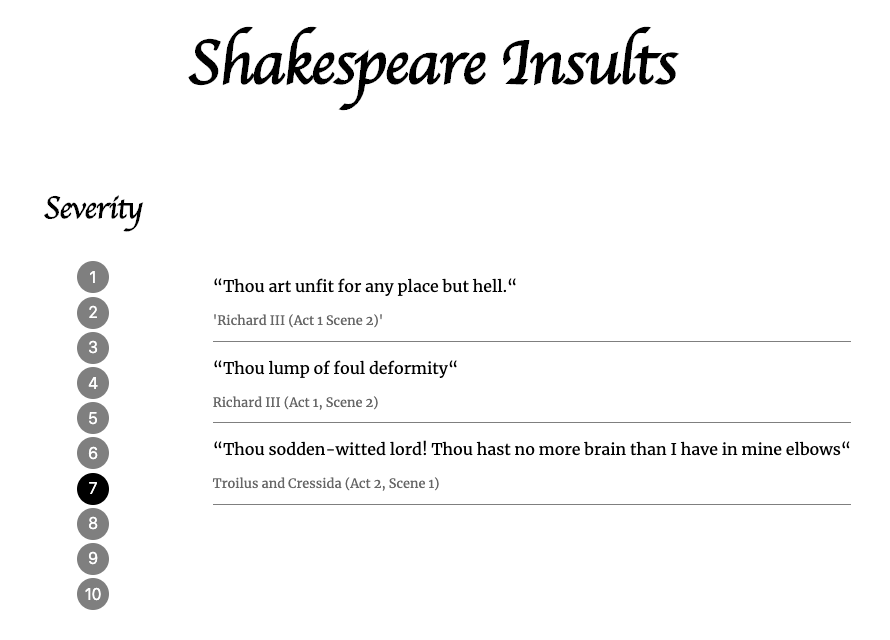 Shakespeare Insults
Severity
1
2
3
4
5
6
7
8
9
10
“Thou art unfit for any place but hell.“
'Richard III (Act 1 Scene 2)'
“Thou lump of foul deformity“
Richard III (Act 1, Scene 2)
“Thou sodden-witted lord! Thou hast no more brain than I have in mine elbows“
Troilus and Cressida (Act 2, Scene 1)